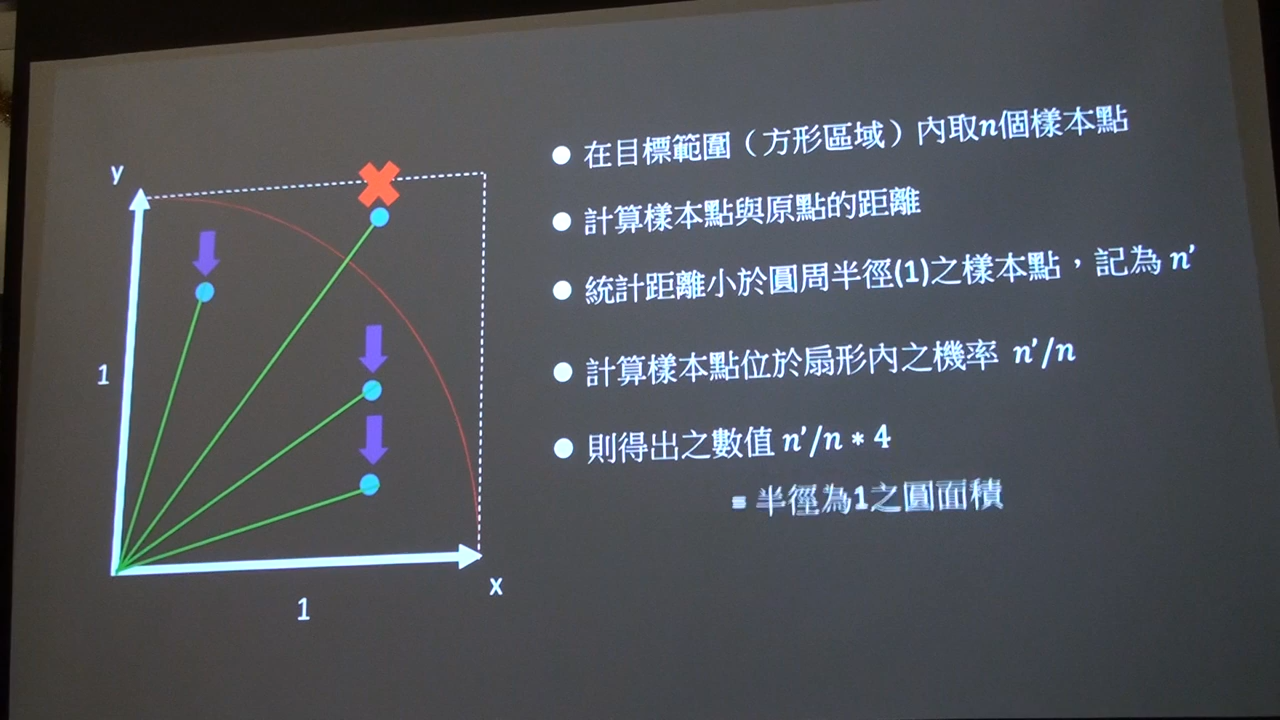 y
1
1
x
● 在目標範圍（方形區域）內取n個樣本點
● 計算樣本點與原點的距離
● 統計距離小於圓周半徑(1)之樣本點，記為 n′
● 計算樣本點位於扇形內之機率 n′/n
● 則得出之數值 n′/n * 4
= 半徑為1之圓面積